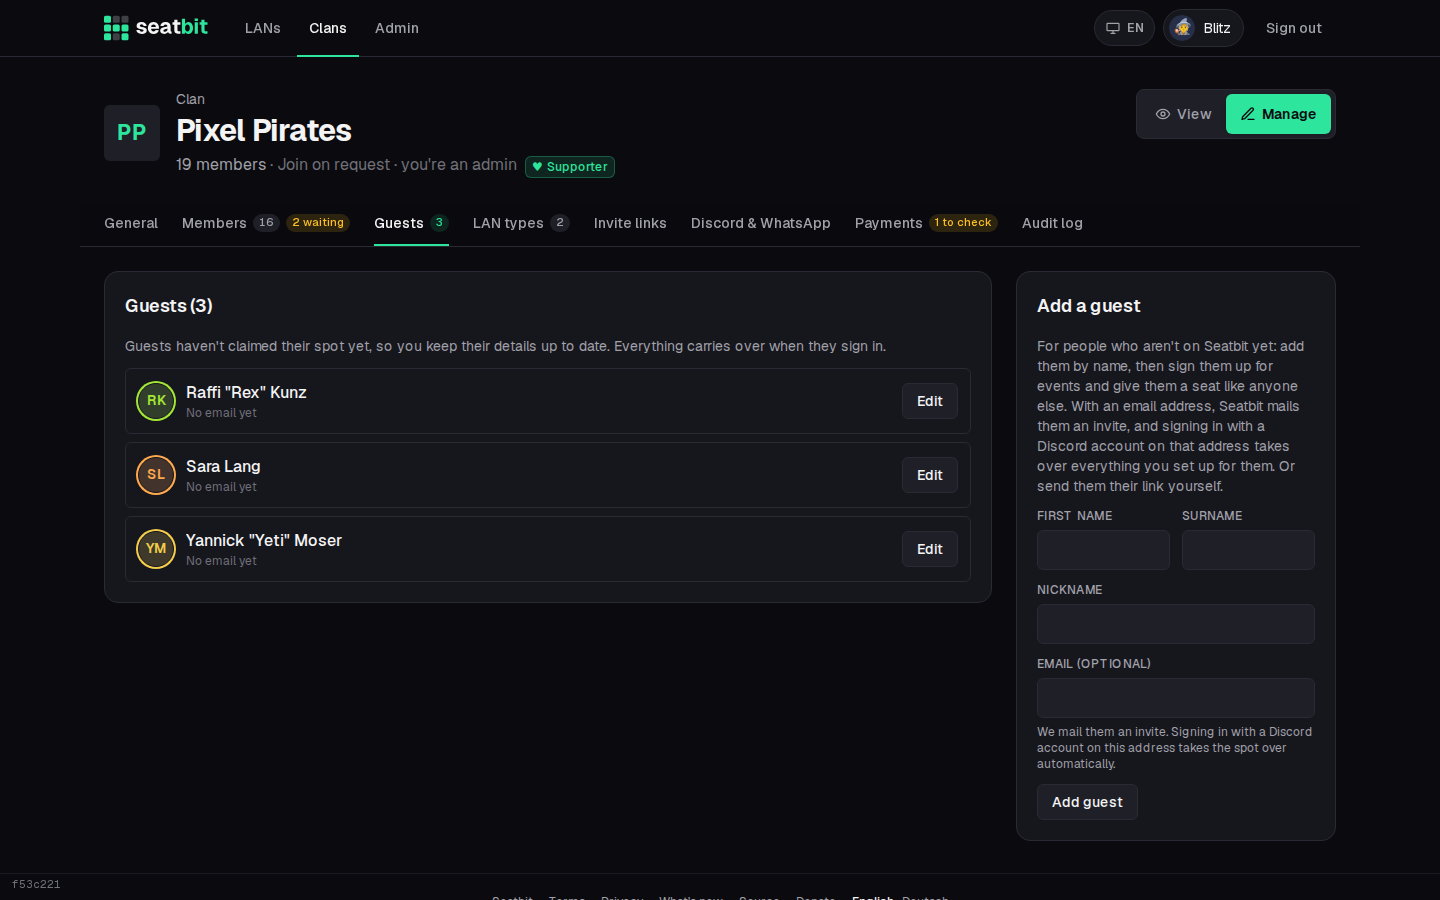 seatbit
LANs
Clans
Admin
EN
Blitz
Sign out
Clan
PP
Pixel Pirates
19 members · Join on request · you're an admin
Supporter
View
Manage
General
Members 16 2 waiting
Guests 3
LAN types 2
Invite links
Discord & WhatsApp
Payments 1 to check
Audit log
Guests (3)
Guests haven't claimed their spot yet, so you keep their details up to date. Everything carries over when they sign in.
RK
Raffi "Rex" Kunz
No email yet
Edit
SL
Sara Lang
No email yet
Edit
YM
Yannick "Yeti" Moser
No email yet
Edit
Add a guest
For people who aren't on Seatbit yet: add
them by name, then sign them up for
events and give them a seat like anyone
else. With an email address, Seatbit mails
them an invite, and signing in with a
Discord account on that address takes
over everything you set up for them. Or
send them their link yourself.
FIRST NAME
SURNAME
NICKNAME
EMAIL (OPTIONAL)
We mail them an invite. Signing in with a Discord
account on this address takes the spot over
automatically.
Add guest
f53c221
Seatbit Terms Privacy What's new Source Donate English Deutsch